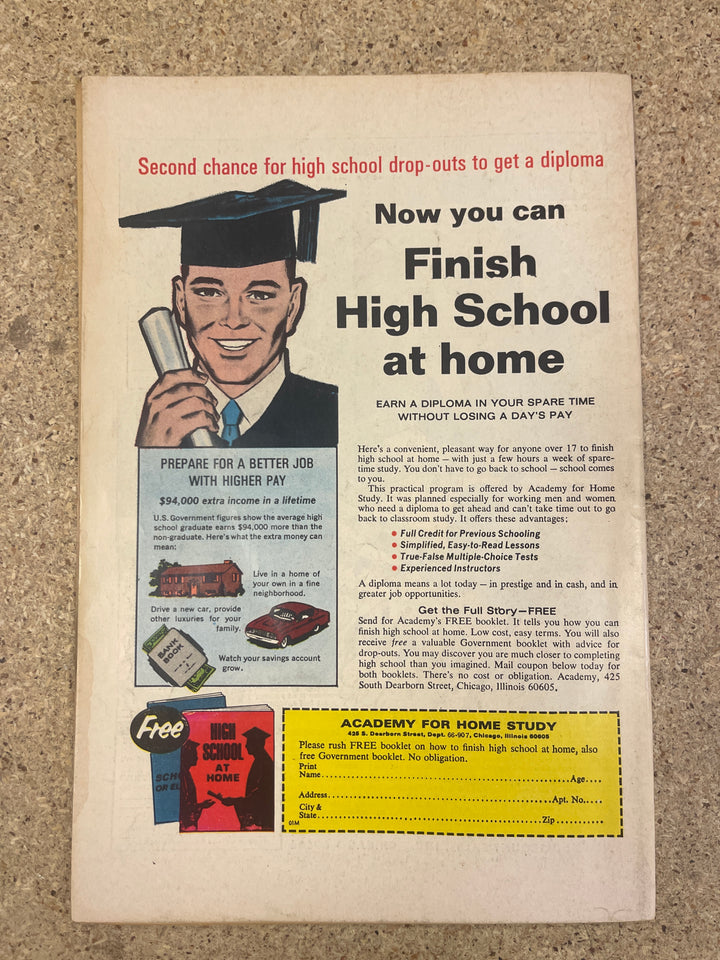 Second chance for high school drop-outs to get a diploma
Now you can
Finish
High School
at home
EARN A DIPLOMA IN YOUR SPARE TIME
WITHOUT LOSING A DAY'S PAY
PREPARE FOR A BETTER JOB
WITH HIGHER PAY
$94,000 extra income in a lifetime
U.S. Government figures show the average high
school graduate earns $94,000 more than the
non-graduate. Here's what the extra money can
mean:
Live in a home of
your own in a fine
neighborhood.
Drive a new car, provide
other luxuries for your
family.
BANK
BOOK
Watch your savings account
grow.
Here's a convenient, pleasant way for anyone over 17 to finish
high school at home — with just a few hours a week of spare-
time study. You don't have to go back to school — school comes
to you.
This practical program is offered by Academy for Home
Study. It was planned especially for working men and women
who need a diploma to get ahead and can't take time out to go
back to classroom study. It offers these advantages:
• Full Credit for Previous Schooling
• Simplified, Easy-to-Read Lessons
• True-False Multiple-Choice Tests
• Experienced Instructors
A diploma means a lot today — in prestige and in cash, and in
greater job opportunities.
Get the Full Story—FREE
Send for Academy's FREE booklet. It tells you how you can
finish high school at home. Low cost, easy terms. You will also
receive free a valuable Government booklet with advice for
drop-outs. You may discover you are much closer to completing
high school than you imagined. Mail coupon below today for
both booklets. There's no cost or obligation. Academy, 425
South Dearborn Street, Chicago, Illinois 60605.
Free
SCHO
OR EL
HIGH
SCHOOL
AT
HOME
ACADEMY FOR HOME STUDY
425 S. Dearborn Street, Dept. 66-907, Chicago, Illinois 60605
Please rush FREE booklet on how to finish high school at home, also
free Government booklet. No obligation.
Print
Name..........Age....
Address..........Apt. No.....
City &
State..........Zip..........
01M